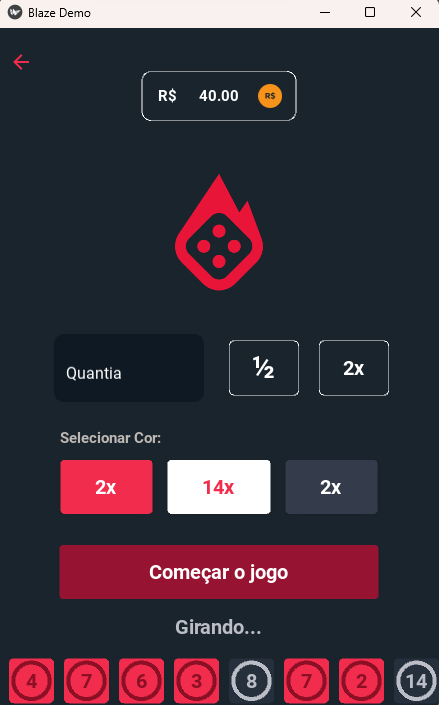 Blaze Demo
R$ 40.00 R$
Quantia ½ 2x
Selecionar Cor:
2x 14x 2x
Começar o jogo
Girando...
4 7 6 3 8 7 2 14